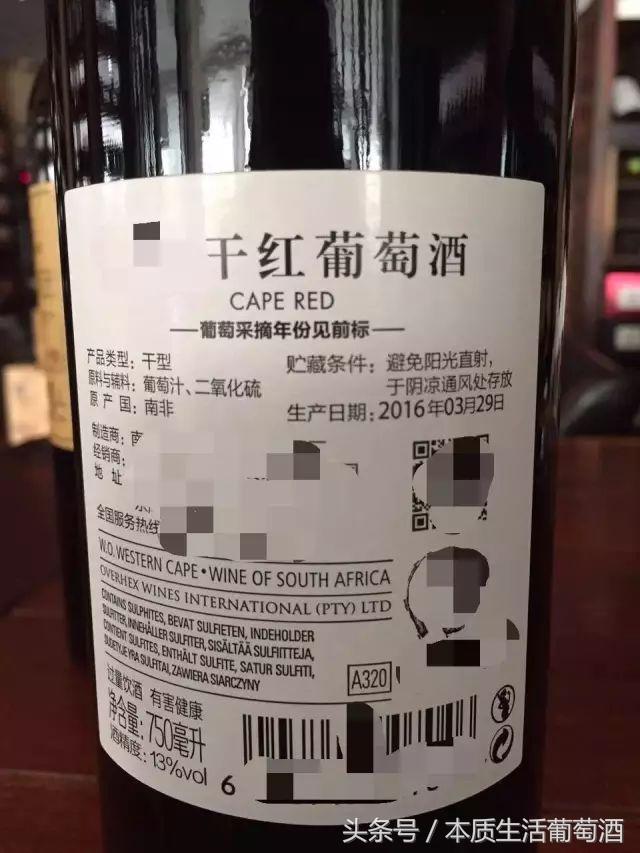 干红葡萄酒
CAPE RED
葡萄采摘年份见前标
产品类型：干型
原料与辅料：葡萄汁、二氧化硫
原 产 国：南非
贮藏条件：避免阳光直射，
于阴凉通风处存放
生产日期：2016年03月29日
制造商：南
经销商：
地 址
全国服务热线
W.O. WESTERN CAPE • WINE OF SOUTH AFRICA
OVERHEX WINES INTERNATIONAL (PTY) LTD
CONTAINS SULPHITES, BEVAT SULFIETEN, INDEHOLDER
SULFITTER, INNEHÅLLER SULFITER, SISÄLTÄÄ SULFIITTEJA,
CONTIENT SULFITES, ENTHÄLT SULFITE, SATUR SULFITI,
SUDETYJE YRA SULFITAI, ZAWIERA SIARCZYNY
A320
过量饮酒 有害健康
净含量：750毫升
酒精度：13%vol
6
头条号 / 本质生活葡萄酒